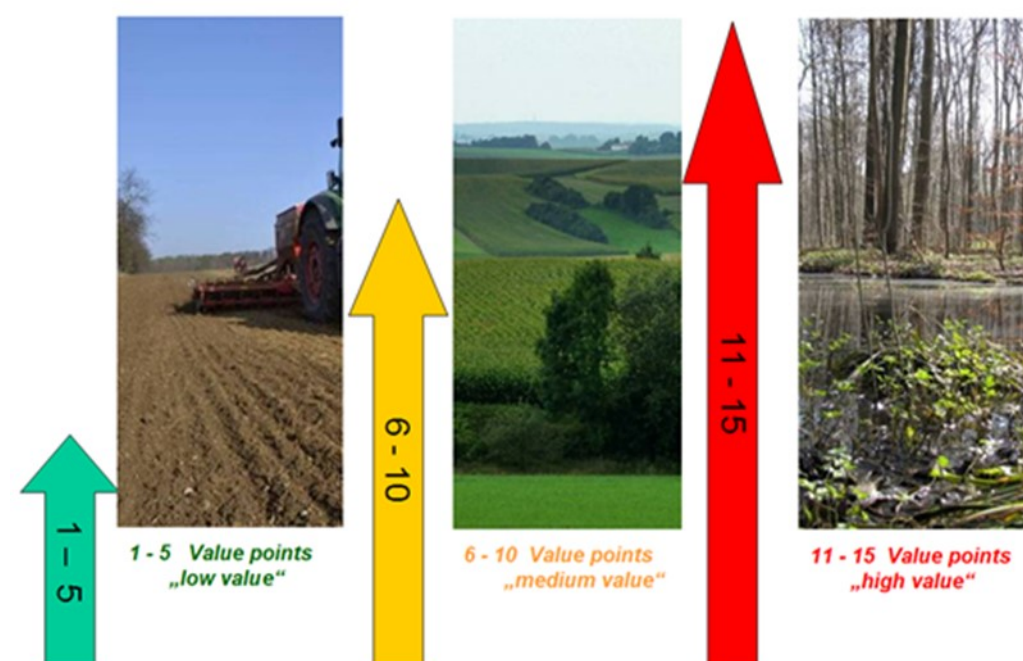 1 – 5
1 - 5 Value points
„low value“
6 - 10
6 - 10 Value points
„medium value“
11 - 15
11 - 15 Value points
„high value“